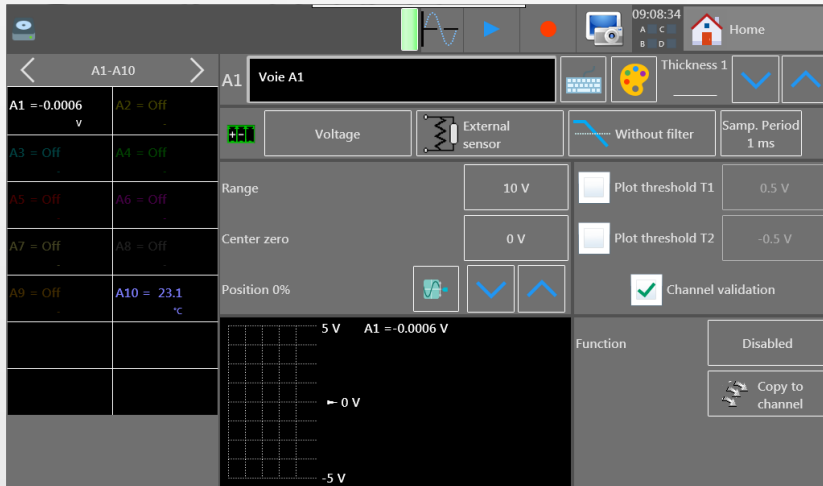 09:08:34
A C
B D
Home
A1-A10
A1 =-0.0006
V
A2 = Off
-
A3 = Off
-
A4 = Off
-
A5 = Off
-
A6 = Off
-
A7 = Off
-
A8 = Off
-
A9 = Off
-
A10 = 23.1
°C
A1
Voie A1
Thickness 1
Voltage
External
sensor
Without filter
Samp. Period
1 ms
Range
10 V
Plot threshold T1
0.5 V
Center zero
0 V
Plot threshold T2
-0.5 V
Position 0%
Channel validation
5 V
A1 =-0.0006 V
0 V
-5 V
Function
Disabled
Copy to
channel